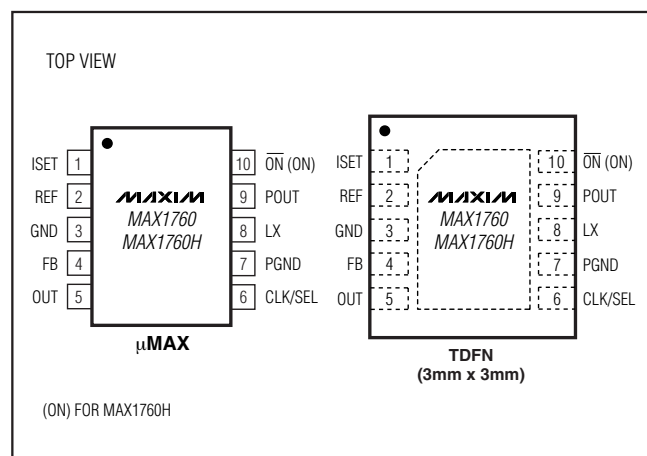 TOP VIEW
ISET 1
REF 2
GND 3
FB 4
OUT 5
MAXIM
MAX1760
MAX1760H
10 ON (ON)
9 POUT
8 LX
7 PGND
6 CLK/SEL
µMAX
ISET 1
REF 2
GND 3
FB 4
OUT 5
MAXIM
MAX1760
MAX1760H
10 ON (ON)
9 POUT
8 LX
7 PGND
6 CLK/SEL
TDFN
(3mm x 3mm)
(ON) FOR MAX1760H